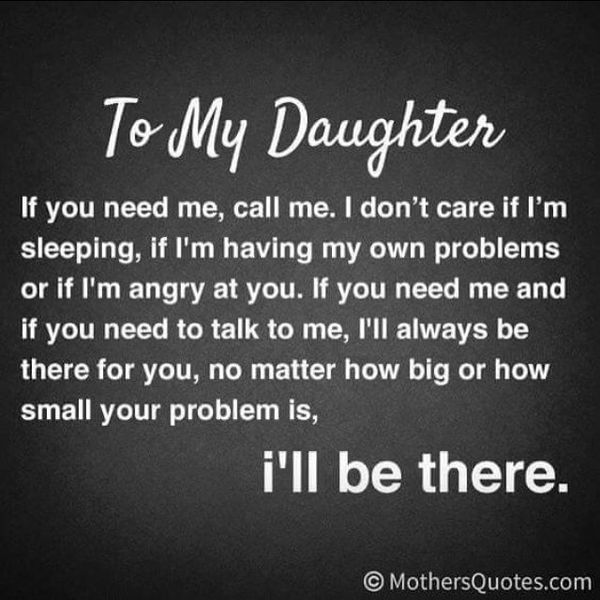 To My Daughter
If you need me, call me. I don’t care if I’m
sleeping, if I'm having my own problems
or if I'm angry at you. If you need me and
if you need to talk to me, I'll always be
there for you, no matter how big or how
small your problem is,
i'll be there.
© MothersQuotes.com